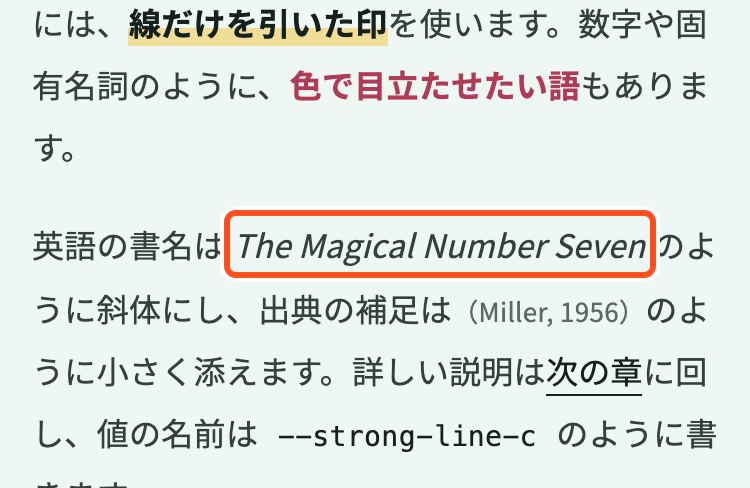 には、線だけを引いた印を使います。数字や固
有名詞のように、色で目立たせたい語もありま
す。
英語の書名は The Magical Number Seven のよ
うに斜体にし、出典の補足は（Miller, 1956）のよ
うに小さく添えます。詳しい説明は次の章に回
し、値の名前は --strong-line-c のように書